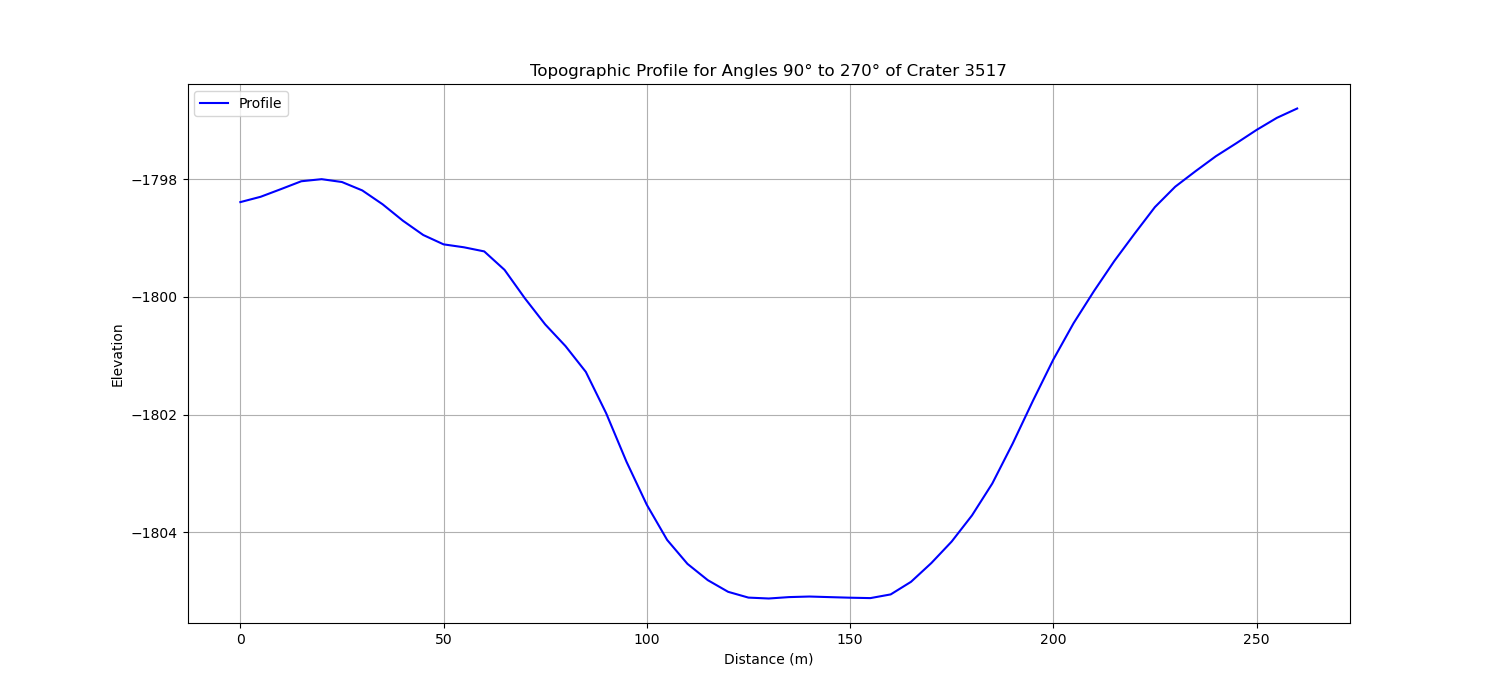 Topographic Profile for Angles 90° to 270° of Crater 3517
Profile
−1798
−1800
−1802
−1804
Elevation
0 50 100 150 200 250
Distance (m)